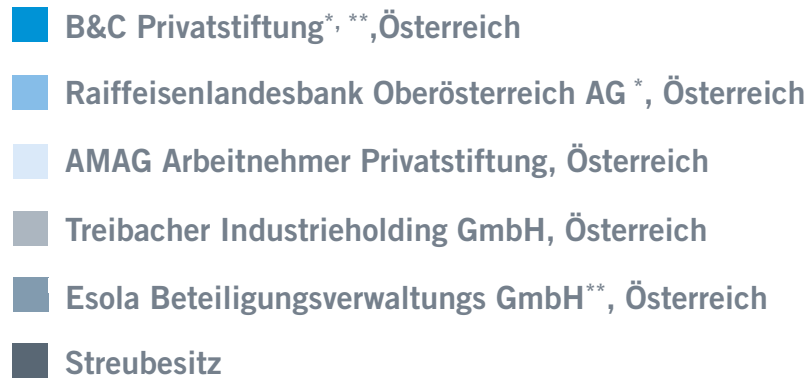 B&C Privatstiftung*, **,Österreich
Raiffeisenlandesbank Oberösterreich AG *, Österreich
AMAG Arbeitnehmer Privatstiftung, Österreich
Treibacher Industrieholding GmbH, Österreich
Esola Beteiligungsverwaltungs GmbH**, Österreich
Streubesitz